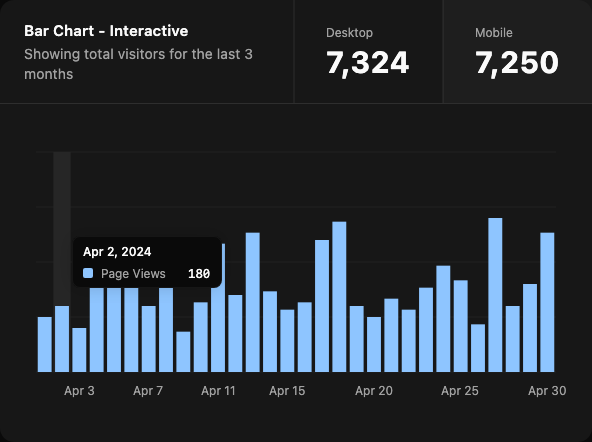 Bar Chart - Interactive
Showing total visitors for the last 3
months
Desktop
7,324
Mobile
7,250
Apr 2, 2024
Page Views 180
Apr 3 Apr 7 Apr 11 Apr 15 Apr 20 Apr 25 Apr 30